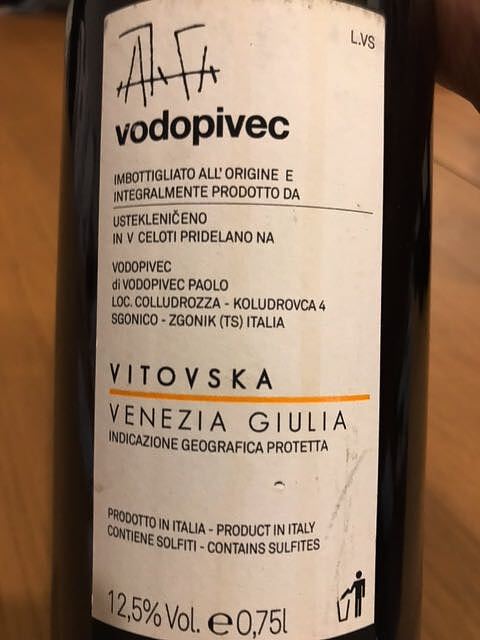 L.VS
vodopivec
IMBOTTIGLIATO ALL' ORIGINE E
INTEGRALMENTE PRODOTTO DA
USTEKLENIČENO
IN V CELOTI PRIDELANO NA
VODOPIVEC
di VODOPIVEC PAOLO
LOC. COLLUDROZZA - KOLUDROVCA 4
SGONICO - ZGONIK (TS) ITALIA
VITOVSKA
VENEZIA GIULIA
INDICAZIONE GEOGRAFICA PROTETTA
PRODOTTO IN ITALIA - PRODUCT IN ITALY
CONTIENE SOLFITI - CONTAINS SULFITES
12,5% Vol. e 0,75l